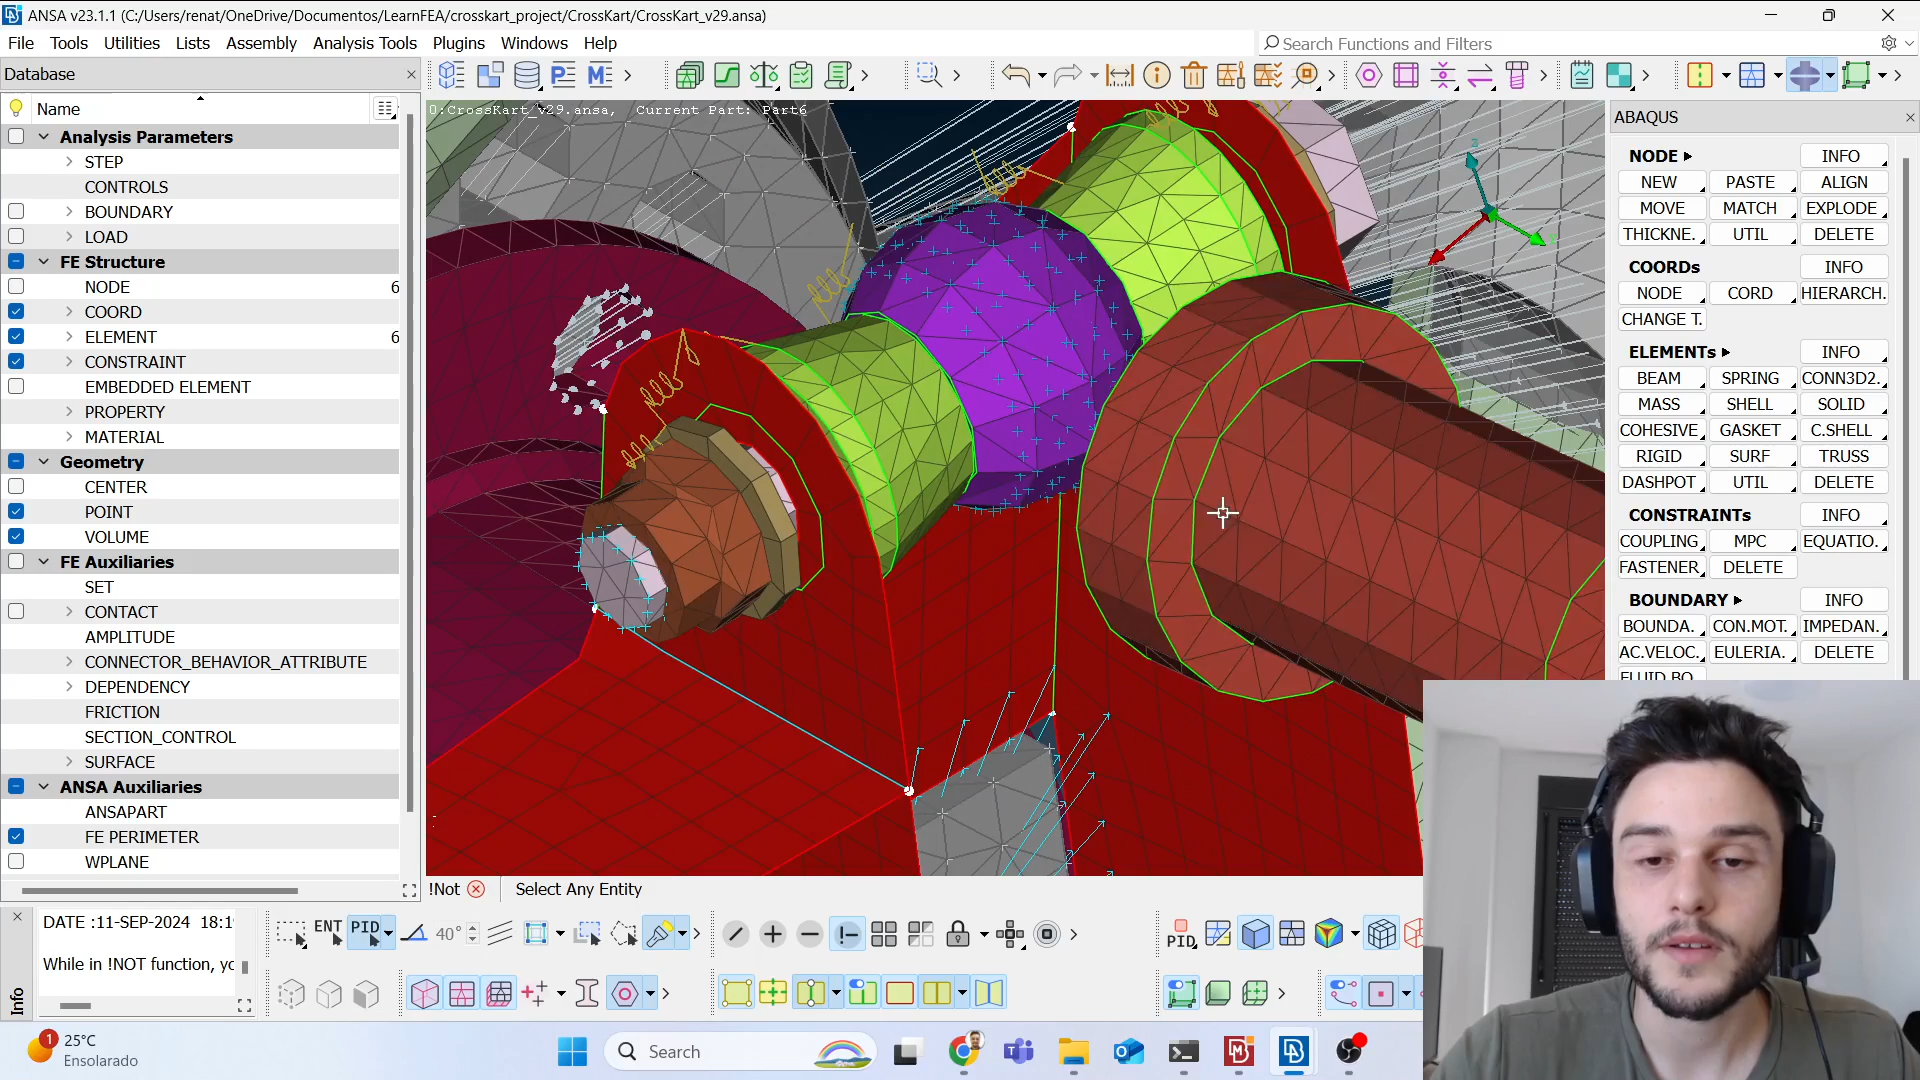 ANSA v23.1.1 (C:/Users/renat/OneDrive/Documentos/LearnFEA/crosskart_project/CrossKart/CrossKart_v29.ansa)
File Tools Utilities Lists Assembly Analysis Tools Plugins Windows Help
Search Functions and Filters
Database
Name
Analysis Parameters
STEP
CONTROLS
BOUNDARY
LOAD
FE Structure
NODE 6
COORD
ELEMENT 6
CONSTRAINT
EMBEDDED ELEMENT
PROPERTY
MATERIAL
Geometry
CENTER
POINT
VOLUME
FE Auxiliaries
SET
CONTACT
AMPLITUDE
CONNECTOR_BEHAVIOR_ATTRIBUTE
DEPENDENCY
FRICTION
SECTION_CONTROL
SURFACE
ANSA Auxiliaries
ANSAPART
FE PERIMETER
WPLANE
0:CrossKart_v29.ansa, Current Part: Part6
Z
ABAQUS
NODE INFO
NEW PASTE ALIGN
MOVE MATCH EXPLODE
THICKNE. UTIL DELETE
COORDs INFO
NODE CORD HIERARCH.
CHANGE T.
ELEMENTs INFO
BEAM SPRING CONN3D2.
MASS SHELL SOLID
COHESIVE GASKET C.SHELL
RIGID SURF TRUSS
DASHPOT UTIL DELETE
CONSTRAINTs INFO
COUPLING MPC EQUATIO.
FASTENER DELETE
BOUNDARY INFO
BOUNDA. CON.MOT. IMPEDAN.
AC.VELOC. EULERIA. DELETE
FLUID BO
!Not Select Any Entity
DATE :11-SEP-2024 18:1
While in !NOT function, yo
Info
ENT PID 40°
PID
1 25°C
Ensolarado
Search